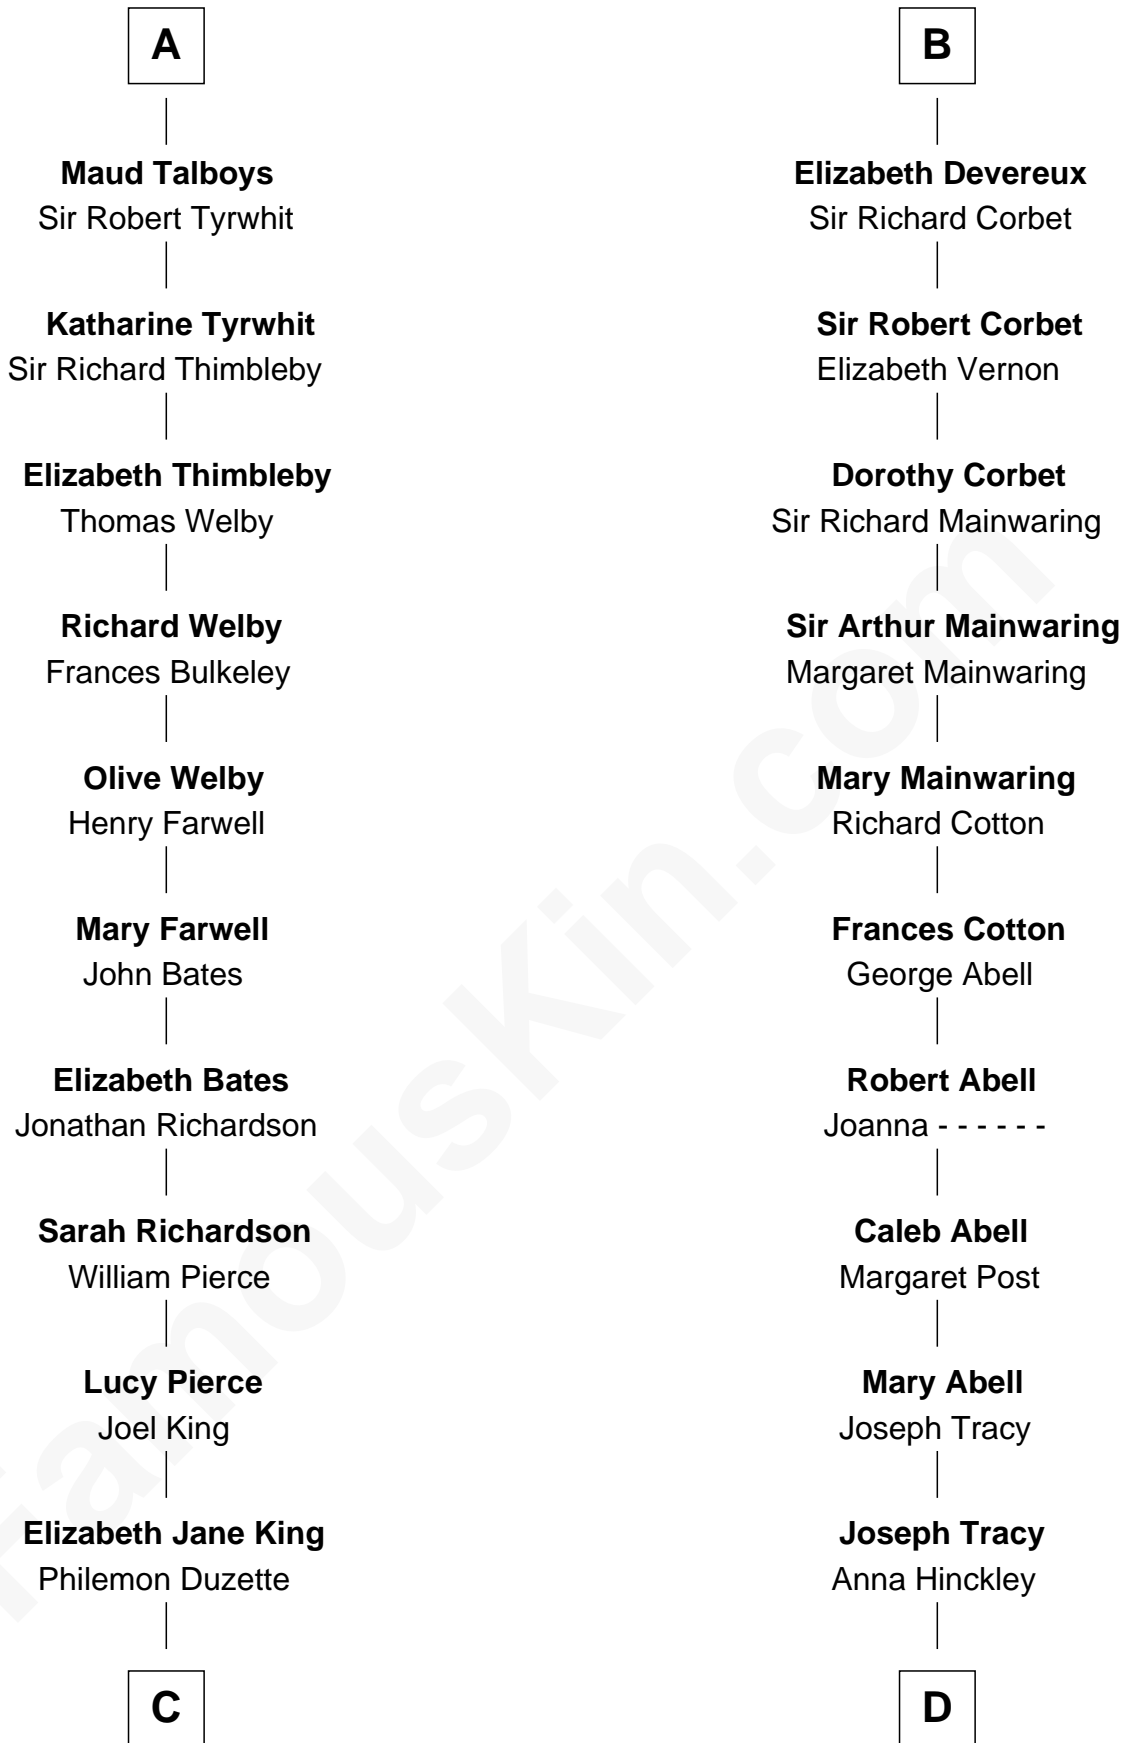 A
Maud Talboys
Sir Robert Tyrwhit
Katharine Tyrwhit
Sir Richard Thimbleby
Elizabeth Thimbleby
Thomas Welby
Richard Welby
Frances Bulkeley
Olive Welby
Henry Farwell
Mary Farwell
John Bates
Elizabeth Bates
Jonathan Richardson
Sarah Richardson
William Pierce
Lucy Pierce
Joel King
Elizabeth Jane King
Philemon Duzette
C
B
Elizabeth Devereux
Sir Richard Corbet
Sir Robert Corbet
Elizabeth Vernon
Dorothy Corbet
Sir Richard Mainwaring
Sir Arthur Mainwaring
Margaret Mainwaring
Mary Mainwaring
Richard Cotton
Frances Cotton
George Abell
Robert Abell
Joanna - - - - - -
Caleb Abell
Margaret Post
Mary Abell
Joseph Tracy
Joseph Tracy
Anna Hinckley
D
FamousKin.com